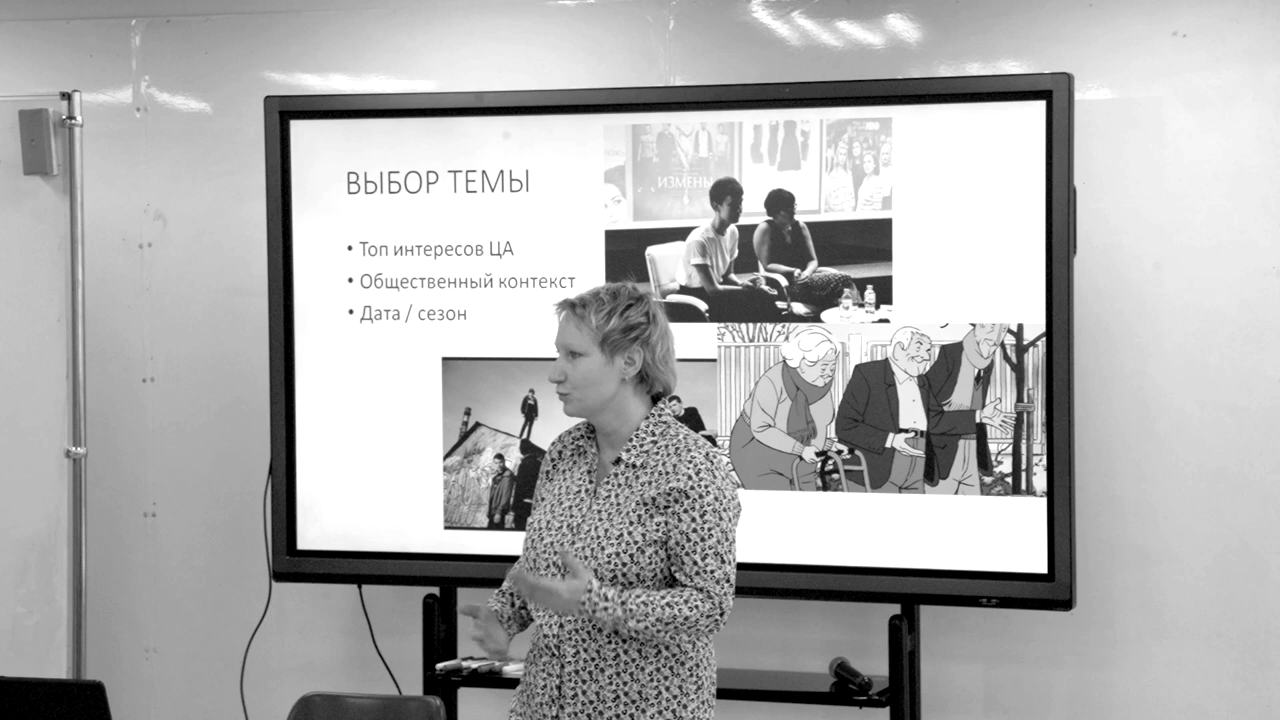 ВЫБОР ТЕМЫ
• Топ интересов ЦА
• Общественный контекст
• Дата / сезон
ИЗМЕНЫ